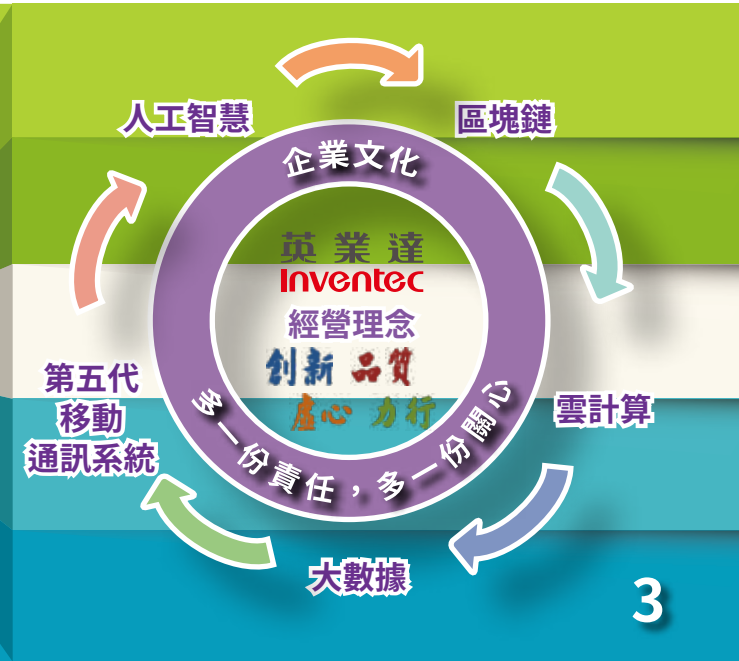 人工智慧
區塊鏈
企業文化
英業達
Inventec
經營理念
創新 品質
虛心 力行
多一份責任，多一份關心
第五代
移動
通訊系統
雲計算
大數據
3